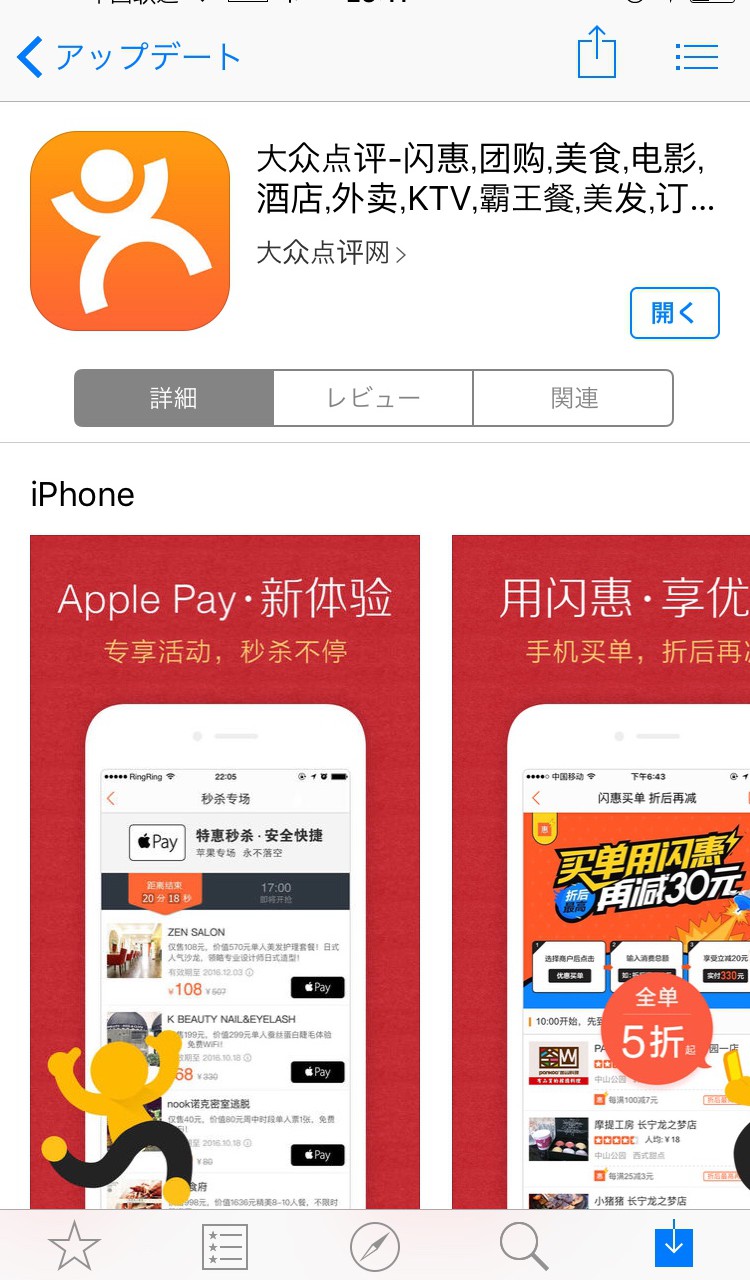 アップデート
大众点评-闪惠,团购,美食,电影,
酒店,外卖,KTV,霸王餐,美发,订...
大众点评网 >
開く
詳細
レビュー
関連
iPhone
Apple Pay·新体验
专享活动，秒杀不停
RingRing
22:05
秒杀专场
Pay
特惠秒杀·安全快捷
苹果专场 永不落空
距离结束
20 分 18 秒
17:00
即将开抢
ZEN SALON
仅售108元，价值570元单人美发护理套餐！日式
人气沙龙，领略专业设计师日式造型！
有效期至 2016.12.03
¥108 ¥507
Pay
K BEAUTY NAIL&EYELASH
售199元，价值299元单人蚕丝蛋白睫毛体验
免费WiFi！
效期至 2016.10.18
68 ¥330
Pay
nook诺克密室逃脱
仅售40元，价值80元周中时段单人票1张，免费
Fi！
至 2016.10.18
¥80
Pay
食府
998元，价值1636元精美8-10人餐，不限时
用闪惠·享优
手机买单，折后再
中国移动
下午6:43
闪惠买单 折后再减
惠
买单用闪惠
折后
最高
再减30元
1
选择商户后点击
优惠买单
2
输入消费总额
3
享受立减20元
实付330元
全单
5折起
10:00开始，先到
园一店
中山公园
每满100减7元
摩提工房 长宁龙之梦店
人均: ¥18
中山公园 西式甜点
每满25减3元
小猪猪 长宁龙之梦店